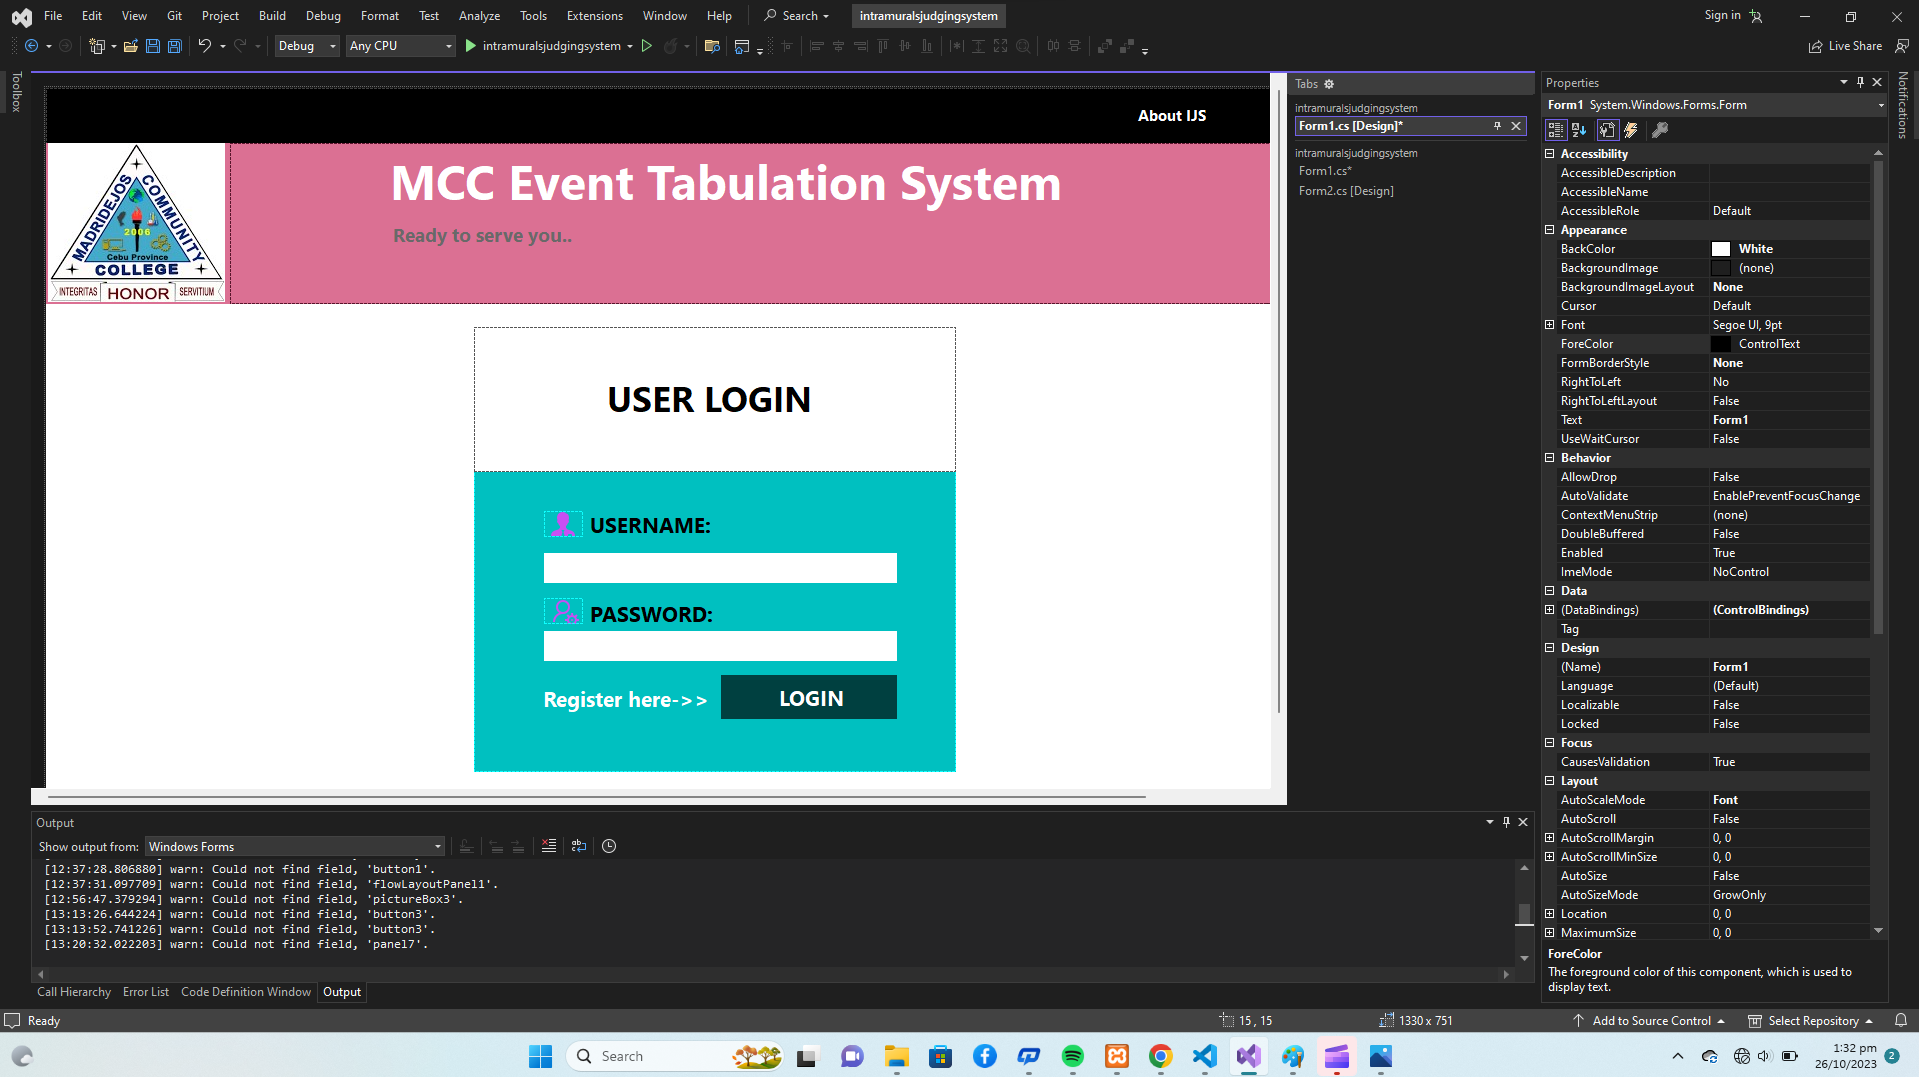 File Edit View Git Project Build Debug Format Test Analyze Tools Extensions Window Help Search intramuralsjudgingsystem Sign in
Debug Any CPU intramuralsjudgingsystem Live Share
Toolbox
About IJS
MCC Event Tabulation System
Ready to serve you..
MADRIDEJOS COMMUNITY COLLEGE
2006
Cebu Province
INTEGRITAS HONOR SERVITIUM
USER LOGIN
USERNAME:
PASSWORD:
Register here->>
LOGIN
Tabs
intramuralsjudgingsystem
Form1.cs [Design]*
intramuralsjudgingsystem
Form1.cs*
Form2.cs [Design]
Properties
Form1 System.Windows.Forms.Form
Accessibility
AccessibleDescription
AccessibleName
AccessibleRole Default
Appearance
BackColor White
BackgroundImage (none)
BackgroundImageLayout None
Cursor Default
Font Segoe UI, 9pt
ForeColor ControlText
FormBorderStyle None
RightToLeft No
RightToLeftLayout False
Text Form1
UseWaitCursor False
Behavior
AllowDrop False
AutoValidate EnablePreventFocusChange
ContextMenuStrip (none)
DoubleBuffered False
Enabled True
ImeMode NoControl
Data
(DataBindings) (ControlBindings)
Tag
Design
(Name) Form1
Language (Default)
Localizable False
Locked False
Focus
CausesValidation True
Layout
AutoScaleMode Font
AutoScroll False
AutoScrollMargin 0, 0
AutoScrollMinSize 0, 0
AutoSize False
AutoSizeMode GrowOnly
Location 0, 0
MaximumSize 0, 0
ForeColor
The foreground color of this component, which is used to
display text.
Notifications
Output
Show output from: Windows Forms
[12:37:28.806880] warn: Could not find field, 'button1'.
[12:37:31.097709] warn: Could not find field, 'flowLayoutPanel1'.
[12:56:47.379294] warn: Could not find field, 'pictureBox3'.
[13:13:26.644224] warn: Could not find field, 'button3'.
[13:13:52.741226] warn: Could not find field, 'button3'.
[13:20:32.022203] warn: Could not find field, 'panel7'.
Call Hierarchy Error List Code Definition Window Output
Ready 15 , 15 1330 x 751 Add to Source Control Select Repository
Search
1:32 pm
26/10/2023
2